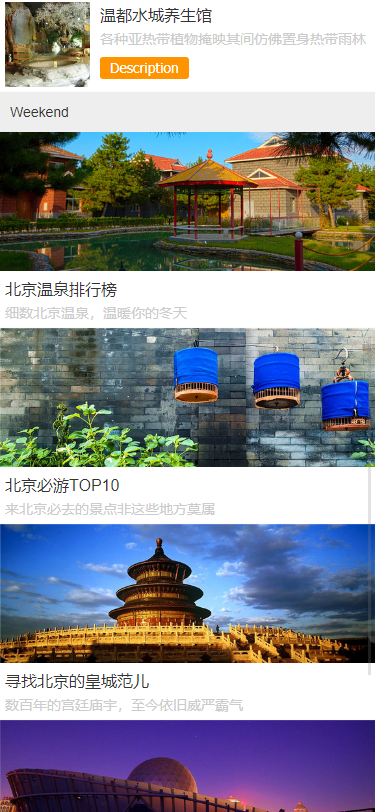 温都水城养生馆
各种亚热带植物掩映其间仿佛置身热带雨林
Description
Weekend
北京温泉排行榜
细数北京温泉，温暖你的冬天
北京必游TOP10
来北京必去的景点非这些地方莫属
寻找北京的皇城范儿
数百年的宫廷庙宇，至今依旧威严霸气